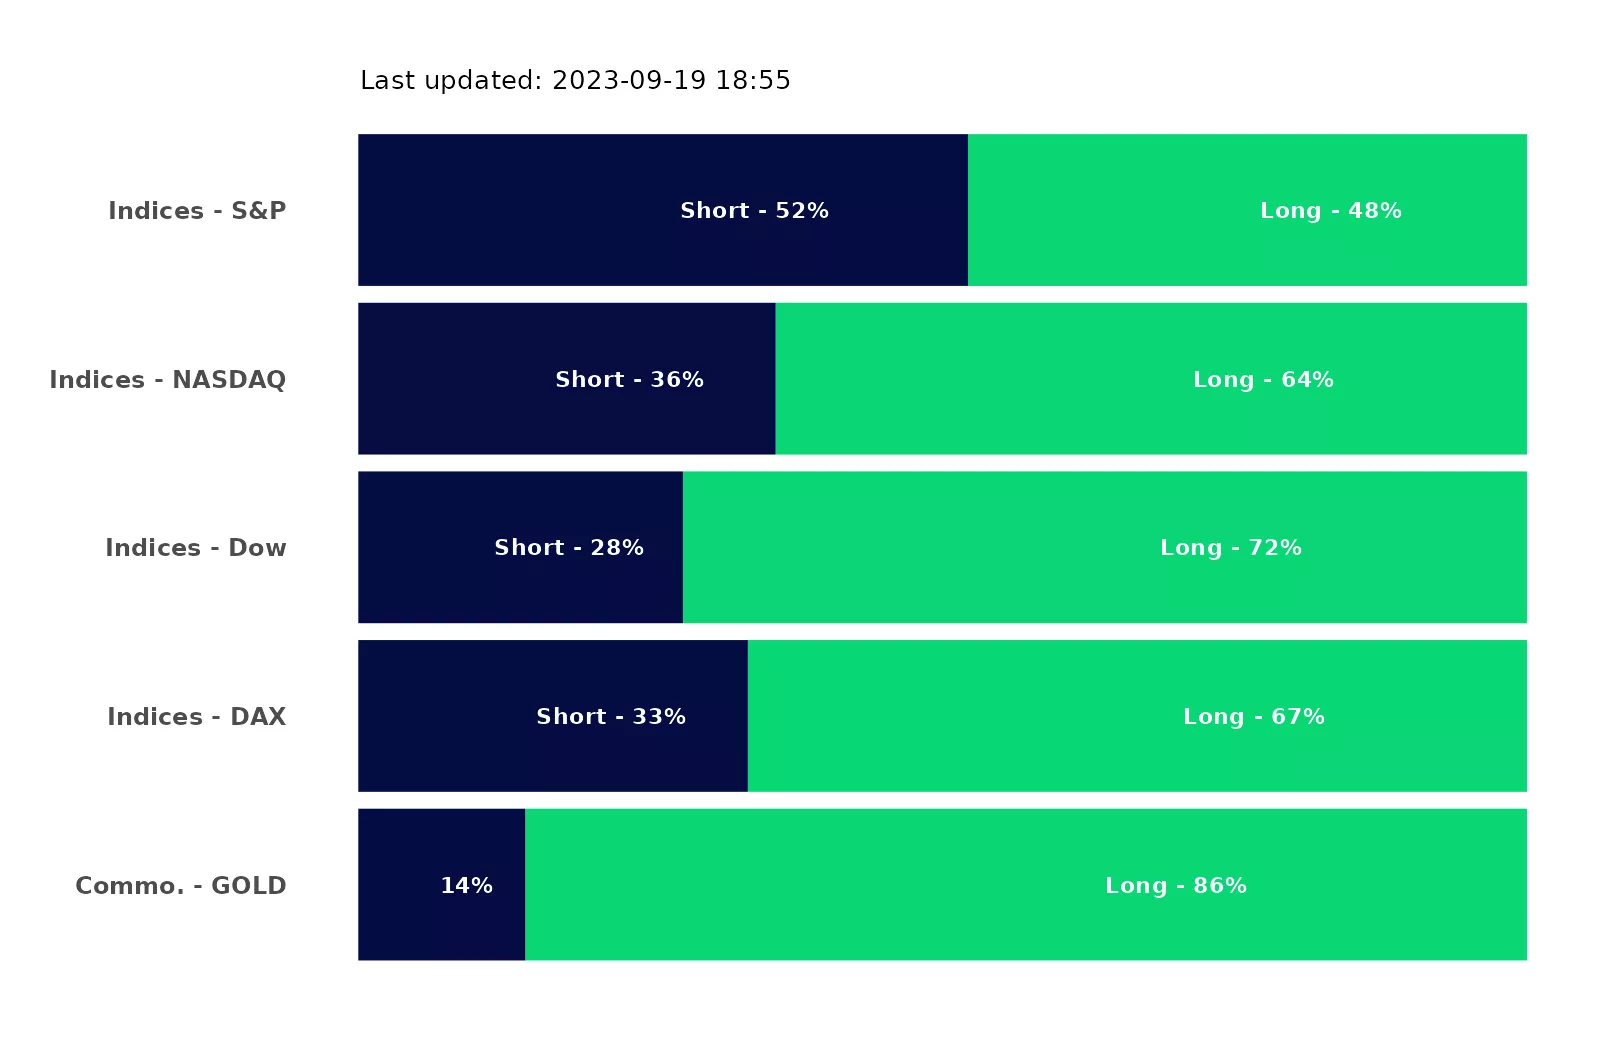 Last updated: 2023-09-19 18:55
Indices - S&P Short - 52% Long - 48%
Indices - NASDAQ Short - 36% Long - 64%
Indices - Dow Short - 28% Long - 72%
Indices - DAX Short - 33% Long - 67%
Commo. - GOLD 14% Long - 86%